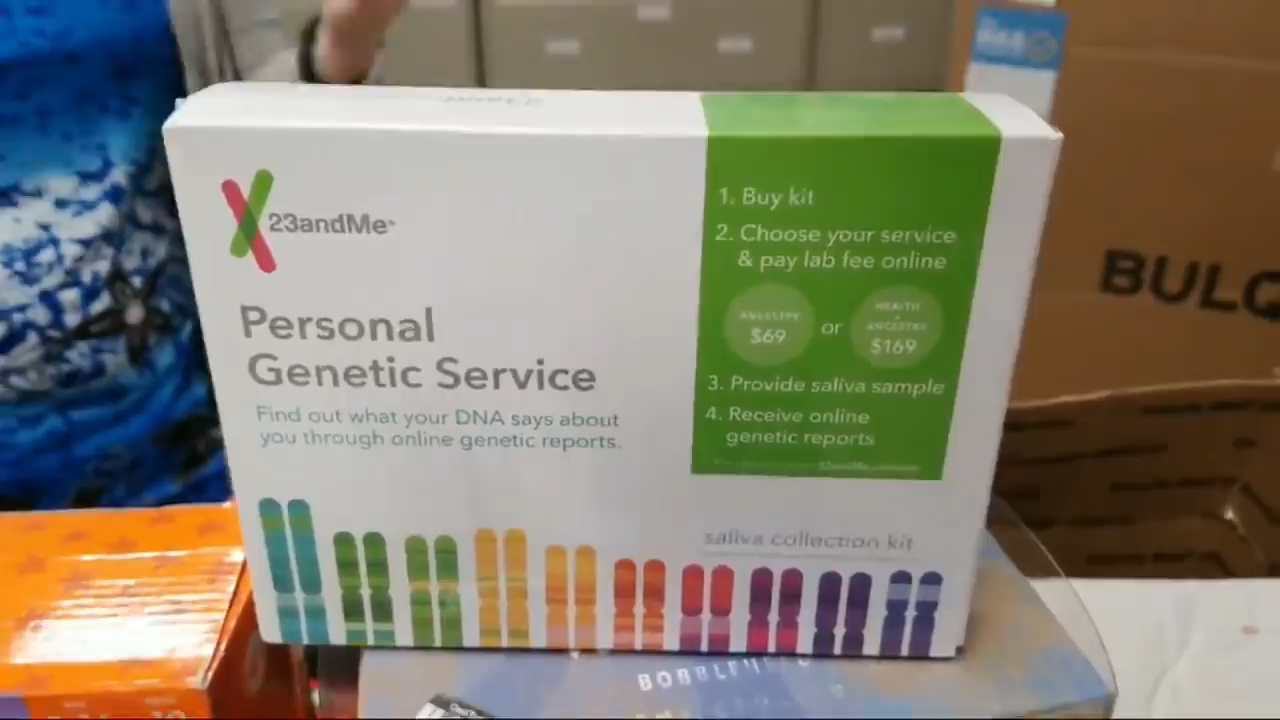 23andMe
Personal
Genetic Service
Find out what your DNA says about
you through online genetic reports.
1. Buy kit
2. Choose your service
& pay lab fee online
ANCESTRY
$69
or
HEALTH
+
ANCESTRY
$169
3. Provide saliva sample
4. Receive online
genetic reports
saliva collection kit
BULQ
BOBBLEHEAD